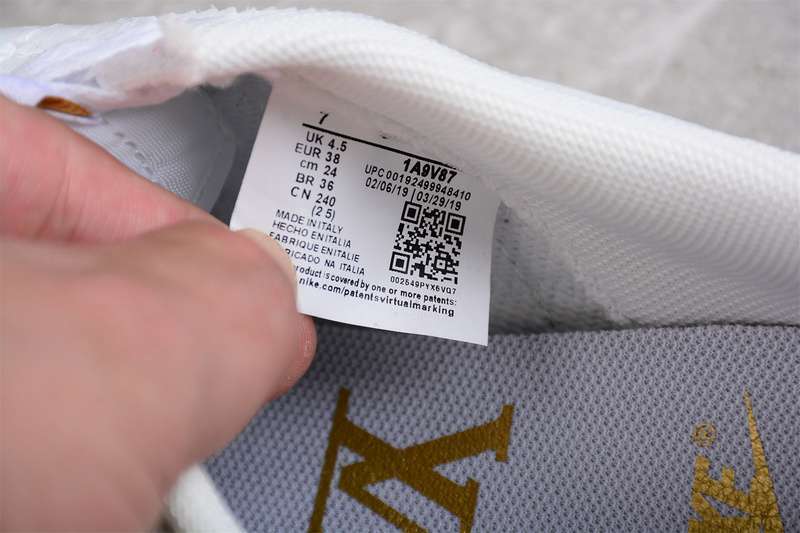 7
UK 4.5
EUR 38
cm 24
BR 36
CN 240
(2 5)
1A9V87
UPC 00192499948410
02/06/19 | 03/29/19
002549PYX6VQ7
MADE IN ITALY
HECHO EN ITALIA
FABRIQUE EN ITALIE
RICADO NA ITALIA
product is covered by one or more patents:
.nike.com/patentsvirtualmarking
KE
®